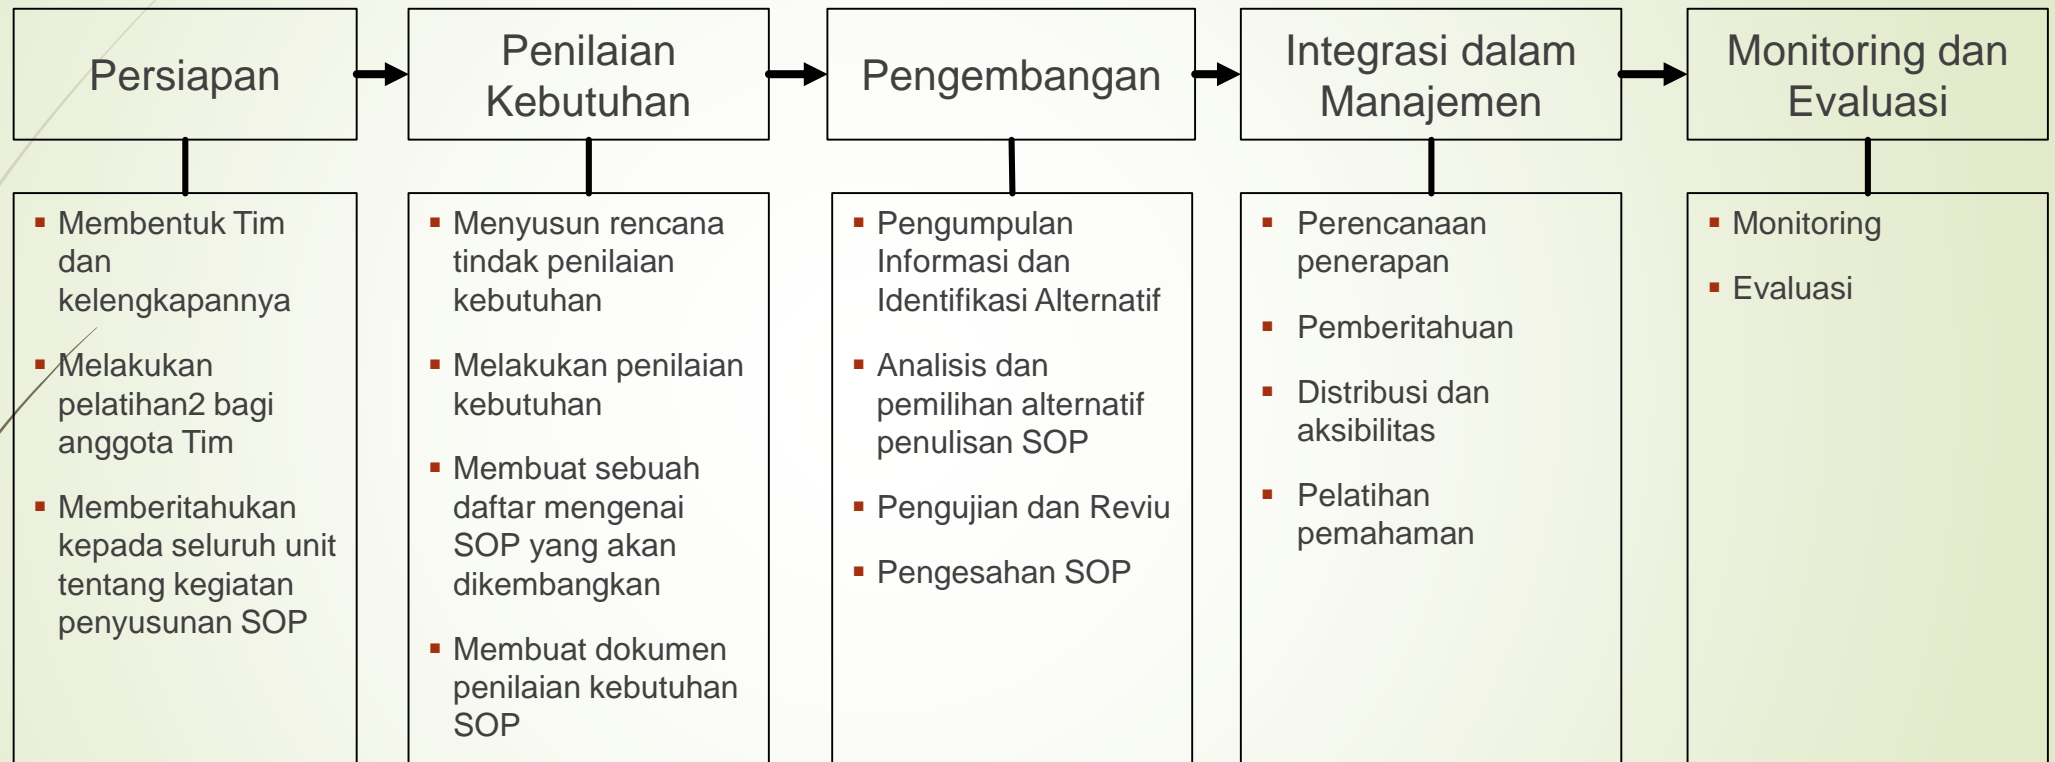 Persiapan
Penilaian
Kebutuhan
Pengembangan
Integrasi dalam
Manajemen
Monitoring dan
Evaluasi
▪ Membentuk Tim
dan
kelengkapannya
▪ Melakukan
pelatihan2 bagi
anggota Tim
▪ Memberitahukan
kepada seluruh unit
tentang kegiatan
penyusunan SOP
▪ Menyusun rencana
tindak penilaian
kebutuhan
▪ Melakukan penilaian
kebutuhan
▪ Membuat sebuah
daftar mengenai
SOP yang akan
dikembangkan
▪ Membuat dokumen
penilaian kebutuhan
SOP
▪ Pengumpulan
Informasi dan
Identifikasi Alternatif
▪ Analisis dan
pemilihan alternatif
penulisan SOP
▪ Pengujian dan Reviu
▪ Pengesahan SOP
▪ Perencanaan
penerapan
▪ Pemberitahuan
▪ Distribusi dan
aksibilitas
▪ Pelatihan
pemahaman
▪ Monitoring
▪ Evaluasi